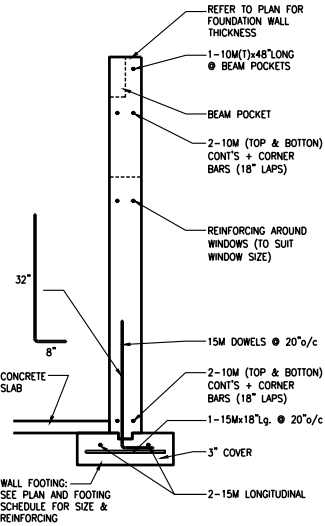 REFER TO PLAN FOR
FOUNDATION WALL
THICKNESS
1-10M(T)x48"LONG
@ BEAM POCKETS
BEAM POCKET
2-10M (TOP & BOTTON)
CONT'S + CORNER
BARS (18" LAPS)
REINFORCING AROUND
WINDOWS (TO SUIT
WINDOW SIZE)
32"
8"
15M DOWELS @ 20"o/c
CONCRETE
SLAB
2-10M (TOP & BOTTON)
CONT'S + CORNER
BARS (18" LAPS)
1-15Mx18"Lg. @ 20"o/c
3" COVER
WALL FOOTING:
SEE PLAN AND FOOTING
SCHEDULE FOR SIZE &
REINFORCING
2-15M LONGITUDINAL